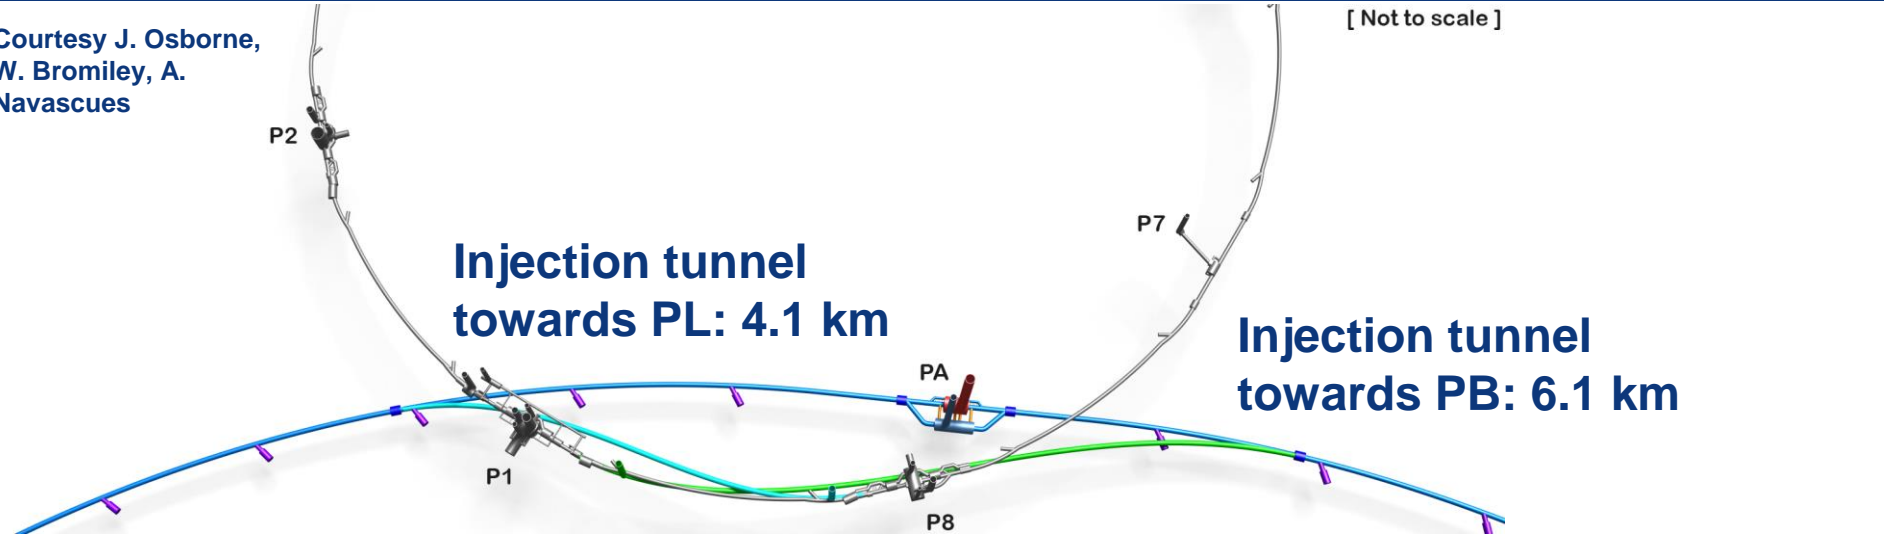 [ Not to scale ]
Courtesy J. Osborne,
W. Bromiley, A.
Navascues
P2
P7
Injection tunnel
towards PL: 4.1 km
Injection tunnel
towards PB: 6.1 km
PA
P1
P8